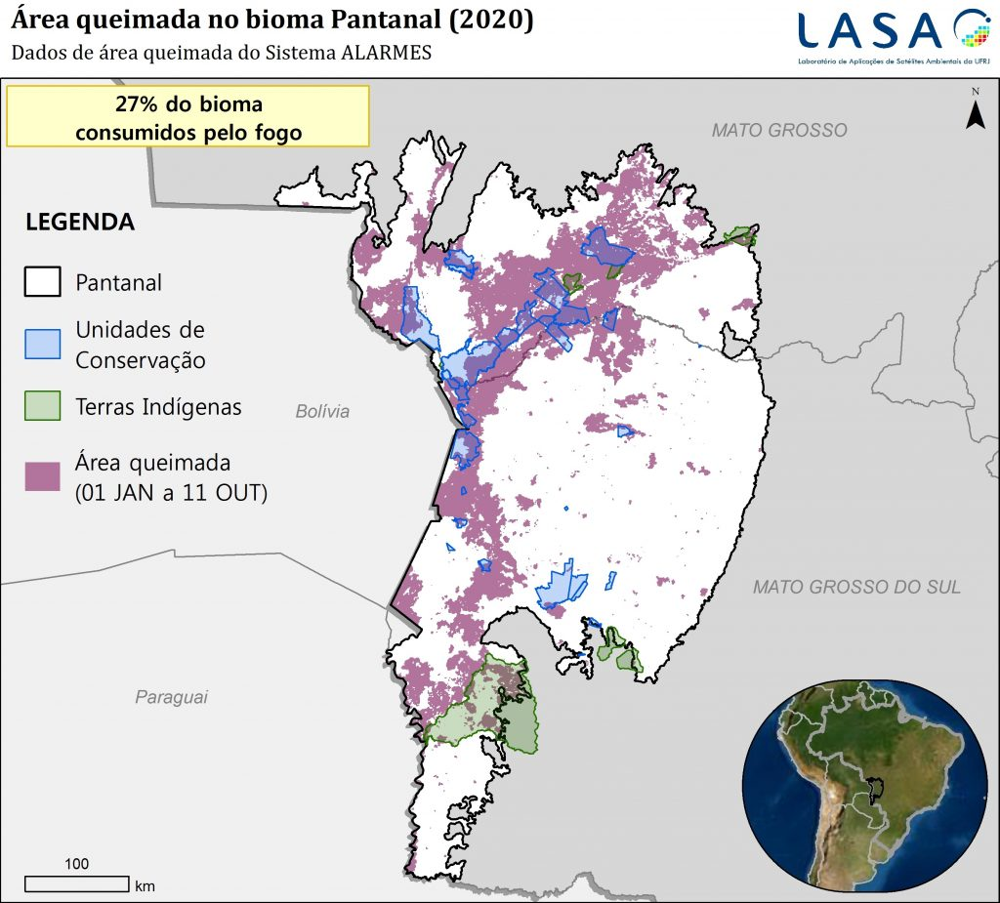 Área queimada no bioma Pantanal (2020)
Dados de área queimada do Sistema ALARMES
LASA
Laboratório de Aplicações de Satélites Ambientais da UFRJ
27% do bioma
consumidos pelo fogo
N
MATO GROSSO
LEGENDA
Pantanal
Unidades de
Conservação
Terras Indígenas
Área queimada
(01 JAN a 11 OUT)
Bolívia
MATO GROSSO DO SUL
Paraguai
100
km